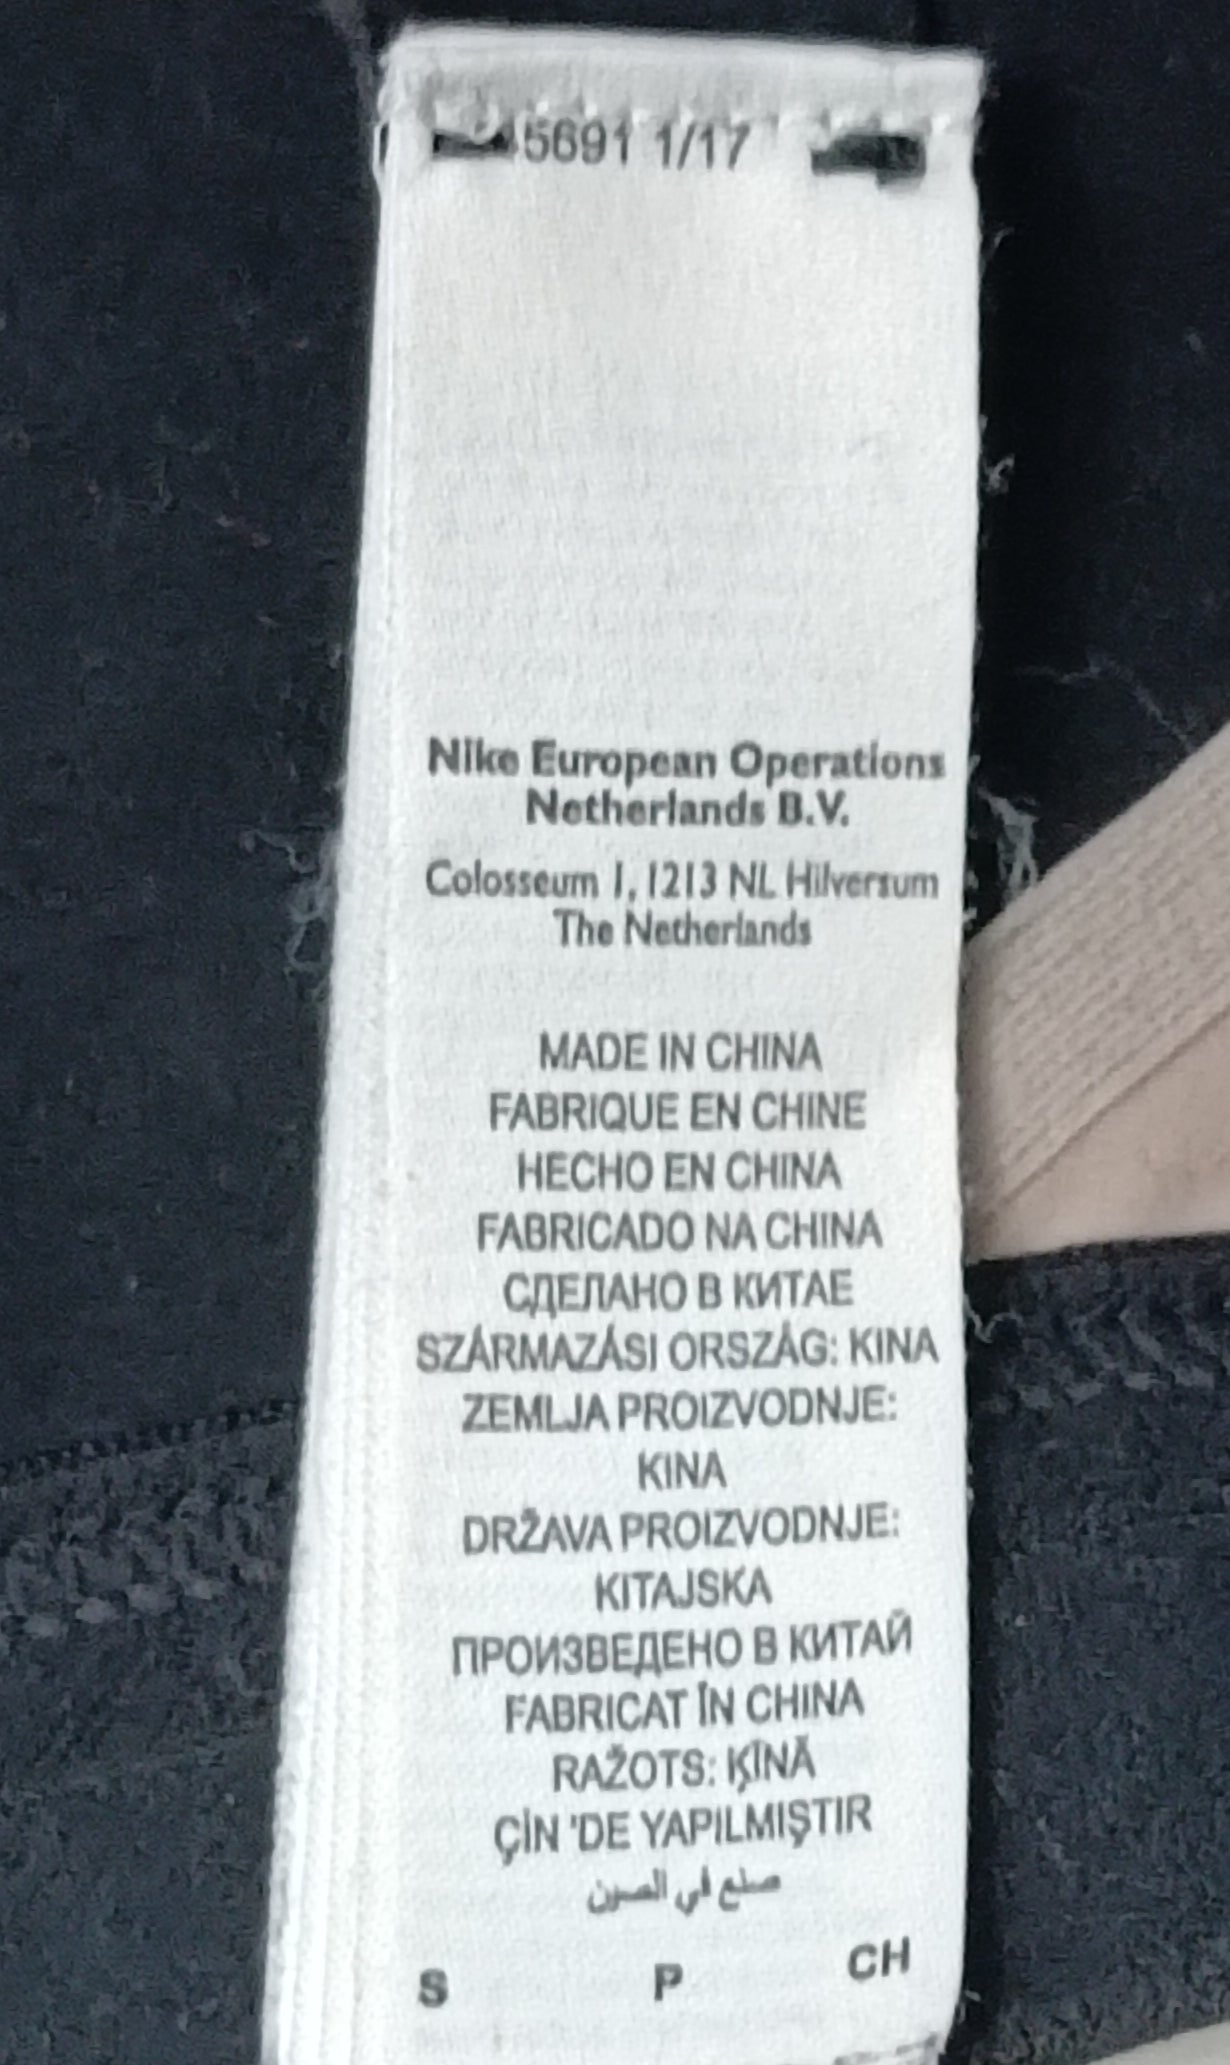 5691 1/17
Nike European Operations
Netherlands B.V.
Colosseum 1, 1213 NL Hilversum
The Netherlands
MADE IN CHINA
FABRIQUE EN CHINE
HECHO EN CHINA
FABRICADO NA CHINA
СДЕЛАНО В КИТАЕ
SZÁRMAZÁSI ORSZÁG: KINA
ZEMLJA PROIZVODNJE:
KINA
DRŽAVA PROIZVODNJE:
KITAJSKA
ПРОИЗВЕДЕНО В КИТАЙ
FABRICAT ÎN CHINA
RAŽOTS: ĶĪNĀ
ÇİN 'DE YAPILMIŞTIR
صنع في الصين
S P CH